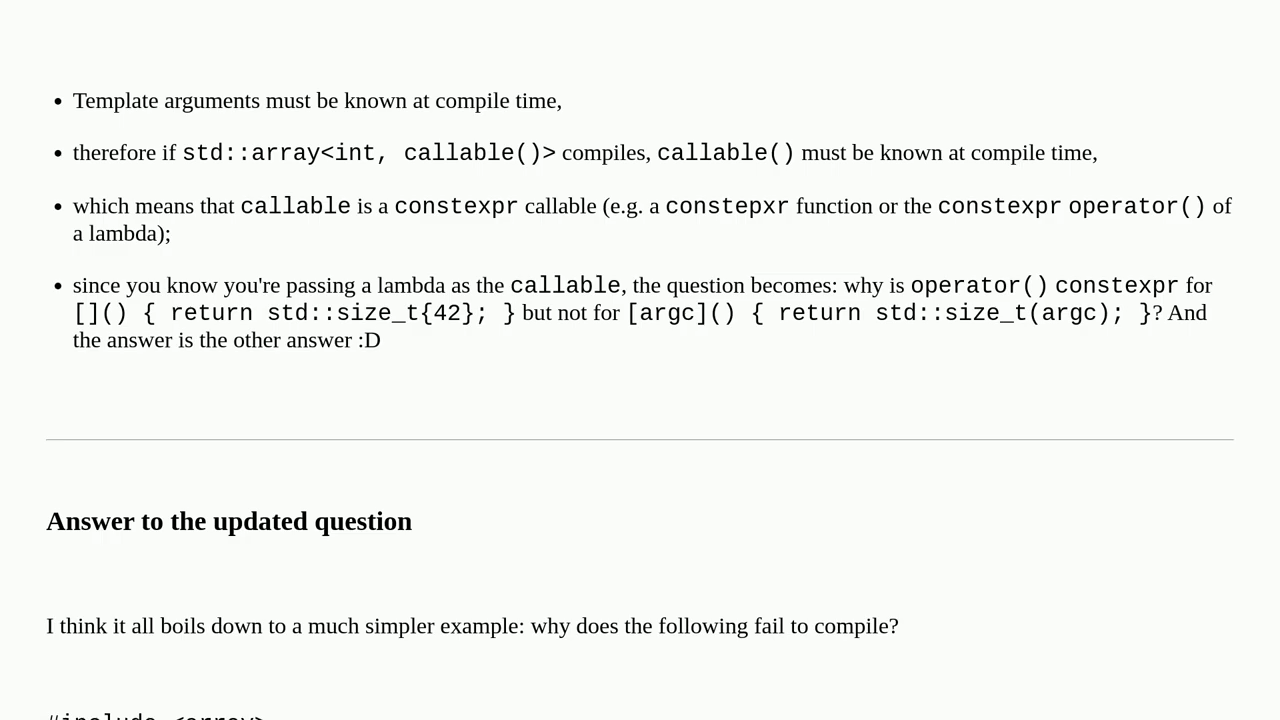 • Template arguments must be known at compile time,
• therefore if std::array<int, callable()> compiles, callable() must be known at compile time,
• which means that callable is a constexpr callable (e.g. a constepxr function or the constexpr operator() of
a lambda);
• since you know you're passing a lambda as the callable, the question becomes: why is operator() constexpr for
[]() { return std::size_t{42}; } but not for [argc]() { return std::size_t(argc); }? And
the answer is the other answer :D
Answer to the updated question
I think it all boils down to a much simpler example: why does the following fail to compile?
#include <array>